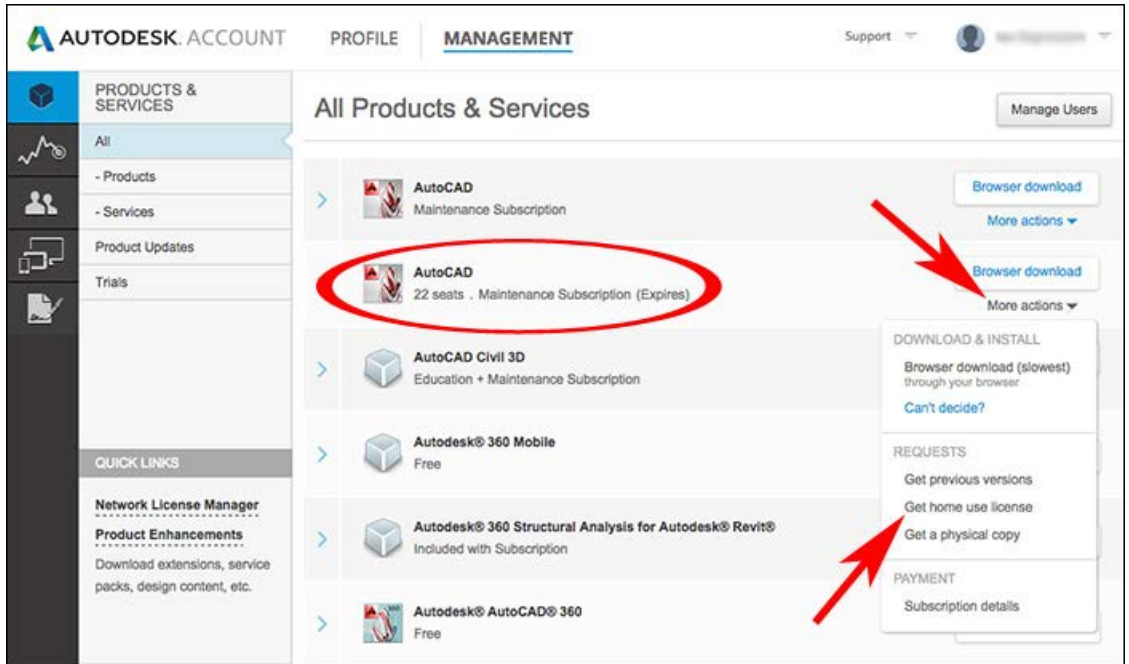 AUTODESK. ACCOUNT
PROFILE
MANAGEMENT
Support
PRODUCTS &
SERVICES
All
- Products
- Services
Product Updates
Trials
QUICK LINKS
Network License Manager
Product Enhancements
Download extensions, service
packs, design content, etc.
All Products & Services
Manage Users
AutoCAD
Maintenance Subscription
Browser download
More actions
AutoCAD
22 seats . Maintenance Subscription (Expires)
Browser download
More actions
DOWNLOAD & INSTALL
Browser download (slowest)
through your browser
Can't decide?
REQUESTS
Get previous versions
Get home use license
Get a physical copy
PAYMENT
Subscription details
AutoCAD Civil 3D
Education + Maintenance Subscription
Autodesk® 360 Mobile
Free
Autodesk® 360 Structural Analysis for Autodesk® Revit®
Included with Subscription
Autodesk® AutoCAD® 360
Free